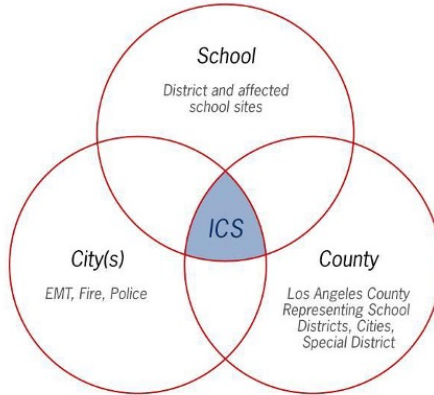 School
District and affected
school sites
ICS
City(s)
EMT, Fire, Police
County
Los Angeles County
Representing School
Districts, Cities,
Special District